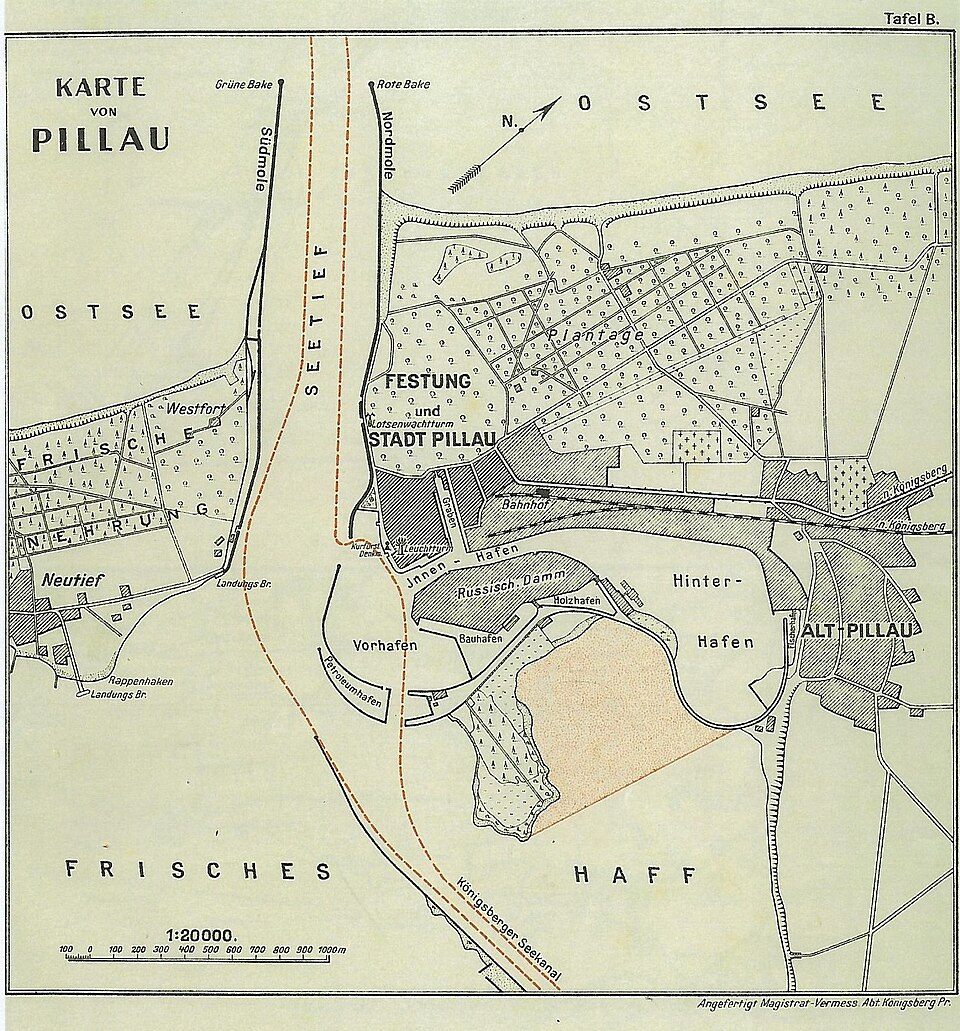 Tafel B.
KARTE
VON
PILLAU
Grüne Bake
Rote Bake
Südmole
Nordmole
N.
OSTSEE
OSTSEE
SEETIEF
Plantage
FESTUNG
und
Lotsenwachtturm
STADT PILLAU
Westfort
FRISCHE
NEHRUNG
Graben
Bahnhof
n. Königsberg
n. Königsberg
Kurfürst.
Denkm.
Leuchtturm
Innen-Hafen
Russisch. Damm
Holzhafen
Hinter-
Hafen
Fischerhafen
ALT-PILLAU
Neutief
Landungs Br.
Vorhafen
Bauhafen
Petroleumhafen
Rappenhaken
Landungs Br.
FRISCHES
HAFF
Königsberger Seekanal
1:20000.
100 0 100 200 300 400 500 600 700 800 900 1000m
Angefertigt Magistrat-Vermess. Abt. Königsberg Pr.